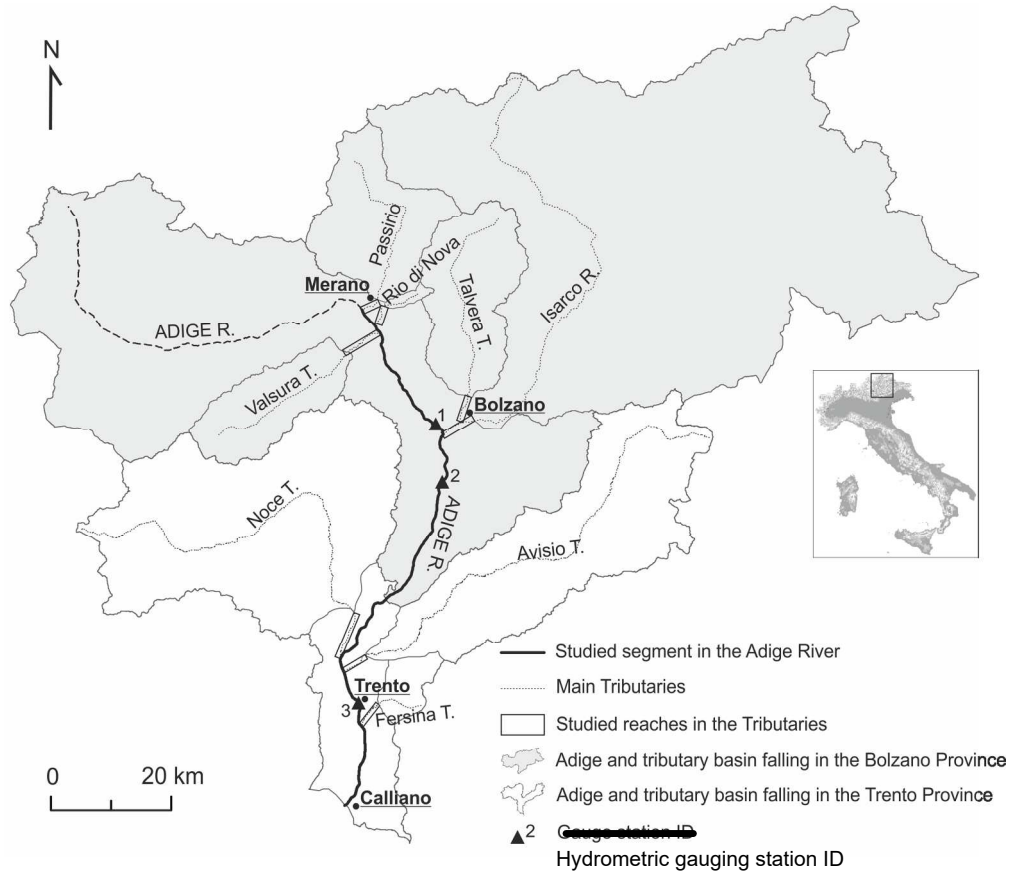 N
Passirio
Rio di Nova
Merano
Talvera T.
Isarco R.
ADIGE R.
Valsura T.
Bolzano
1
2
Noce T.
ADIGE R.
Avisio T.
Studied segment in the Adige River
Main Tributaries
Trento
3
Fersina T.
Studied reaches in the Tributaries
Adige and tributary basin falling in the Bolzano Province
0 20 km
Adige and tributary basin falling in the Trento Province
Calliano
2 Gauge station ID
Hydrometric gauging station ID